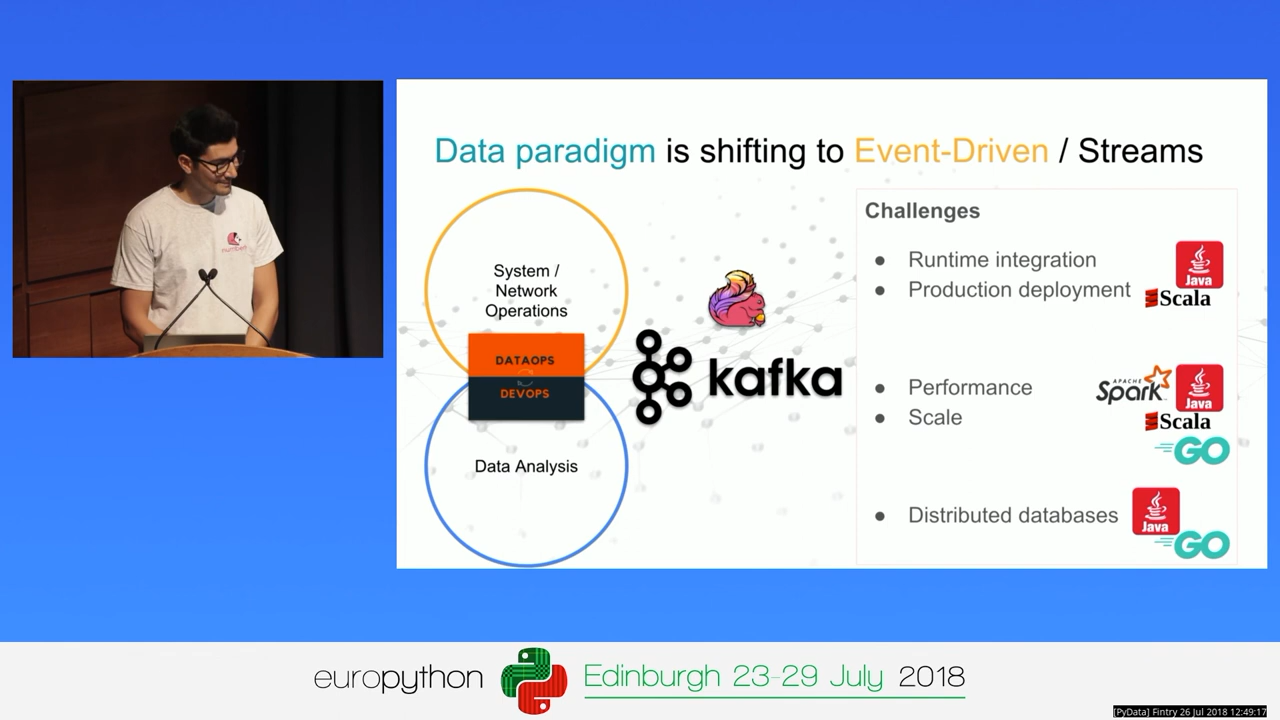 Data paradigm is shifting to Event-Driven / Streams
System /
Network
Operations
DATAOPS
DEVOPS
Data Analysis
kafka
Challenges
Runtime integration
Production deployment
Java
Scala
Performance
Scale
APACHE
Spark
Java
Scala
GO
Distributed databases
Java
GO
europython
Edinburgh 23-29 July 2018
[PyData] Fintry 26 Jul 2018 12:49:17